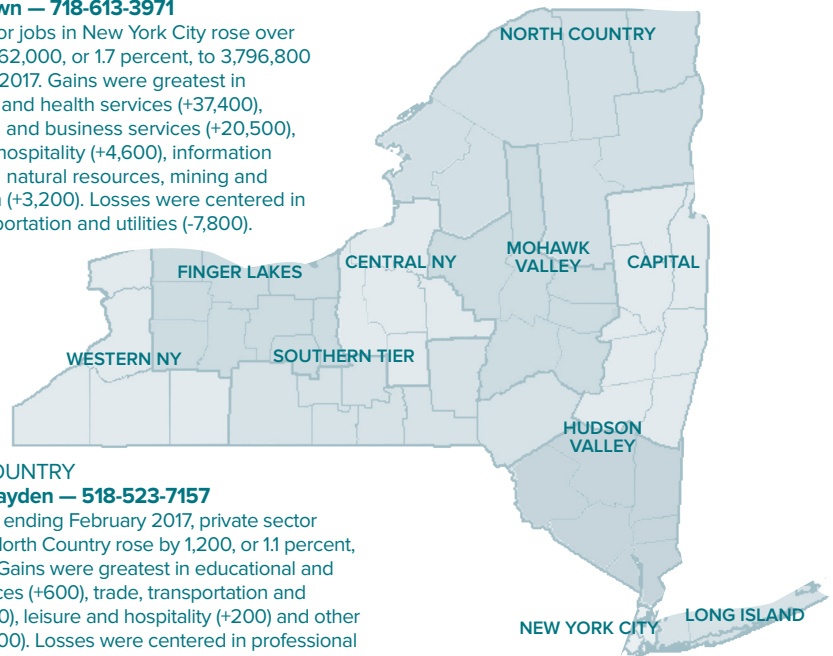 wn — 718-613-3971
or jobs in New York City rose over
62,000, or 1.7 percent, to 3,796,800
2017. Gains were greatest in
and health services (+37,400),
and business services (+20,500),
hospitality (+4,600), information
natural resources, mining and
(+3,200). Losses were centered in
portation and utilities (-7,800).
NORTH COUNTRY
CENTRAL NY
MOHAWK
VALLEY
CAPITAL
FINGER LAKES
WESTERN NY
SOUTHERN TIER
HUDSON
VALLEY
OUNTRY
ayden — 518-523-7157
ending February 2017, private sector
North Country rose by 1,200, or 1.1 percent,
Gains were greatest in educational and
ces (+600), trade, transportation and
0), leisure and hospitality (+200) and other
00). Losses were centered in professional
NEW YORK CITY
LONG ISLAND